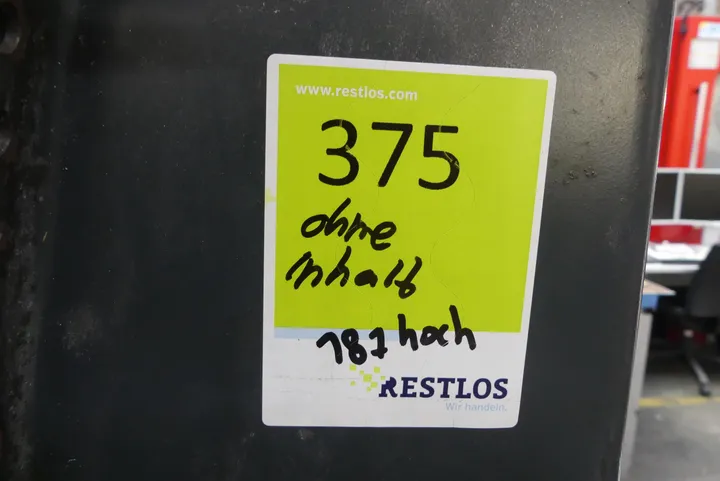 www.restlos.com
375
ohne
Inhalt
187 hoch
RESTLOS
Wir handeln.